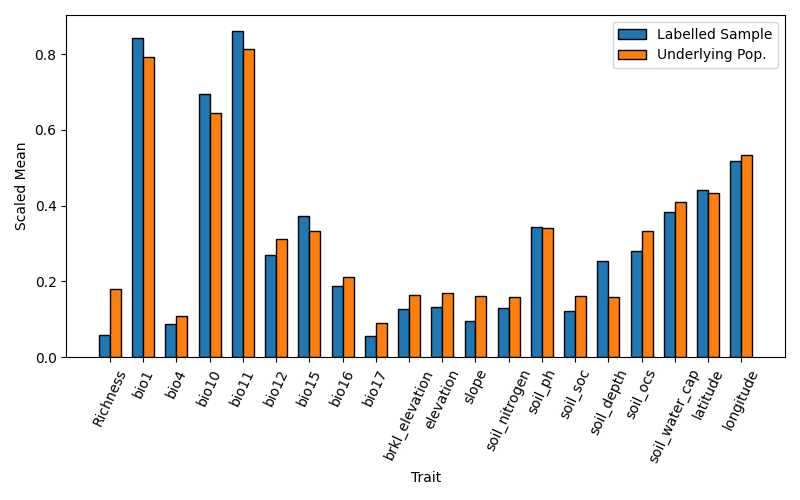 Labelled Sample
Underlying Pop.
Scaled Mean
0.8
0.6
0.4
0.2
0.0
Richness
bio1
bio4
bio10
bio11
bio12
bio15
bio16
bio17
brkl_elevation
elevation
slope
soil_nitrogen
soil_ph
soil_soc
soil_depth
soil_ocs
soil_water_cap
latitude
longitude
Trait